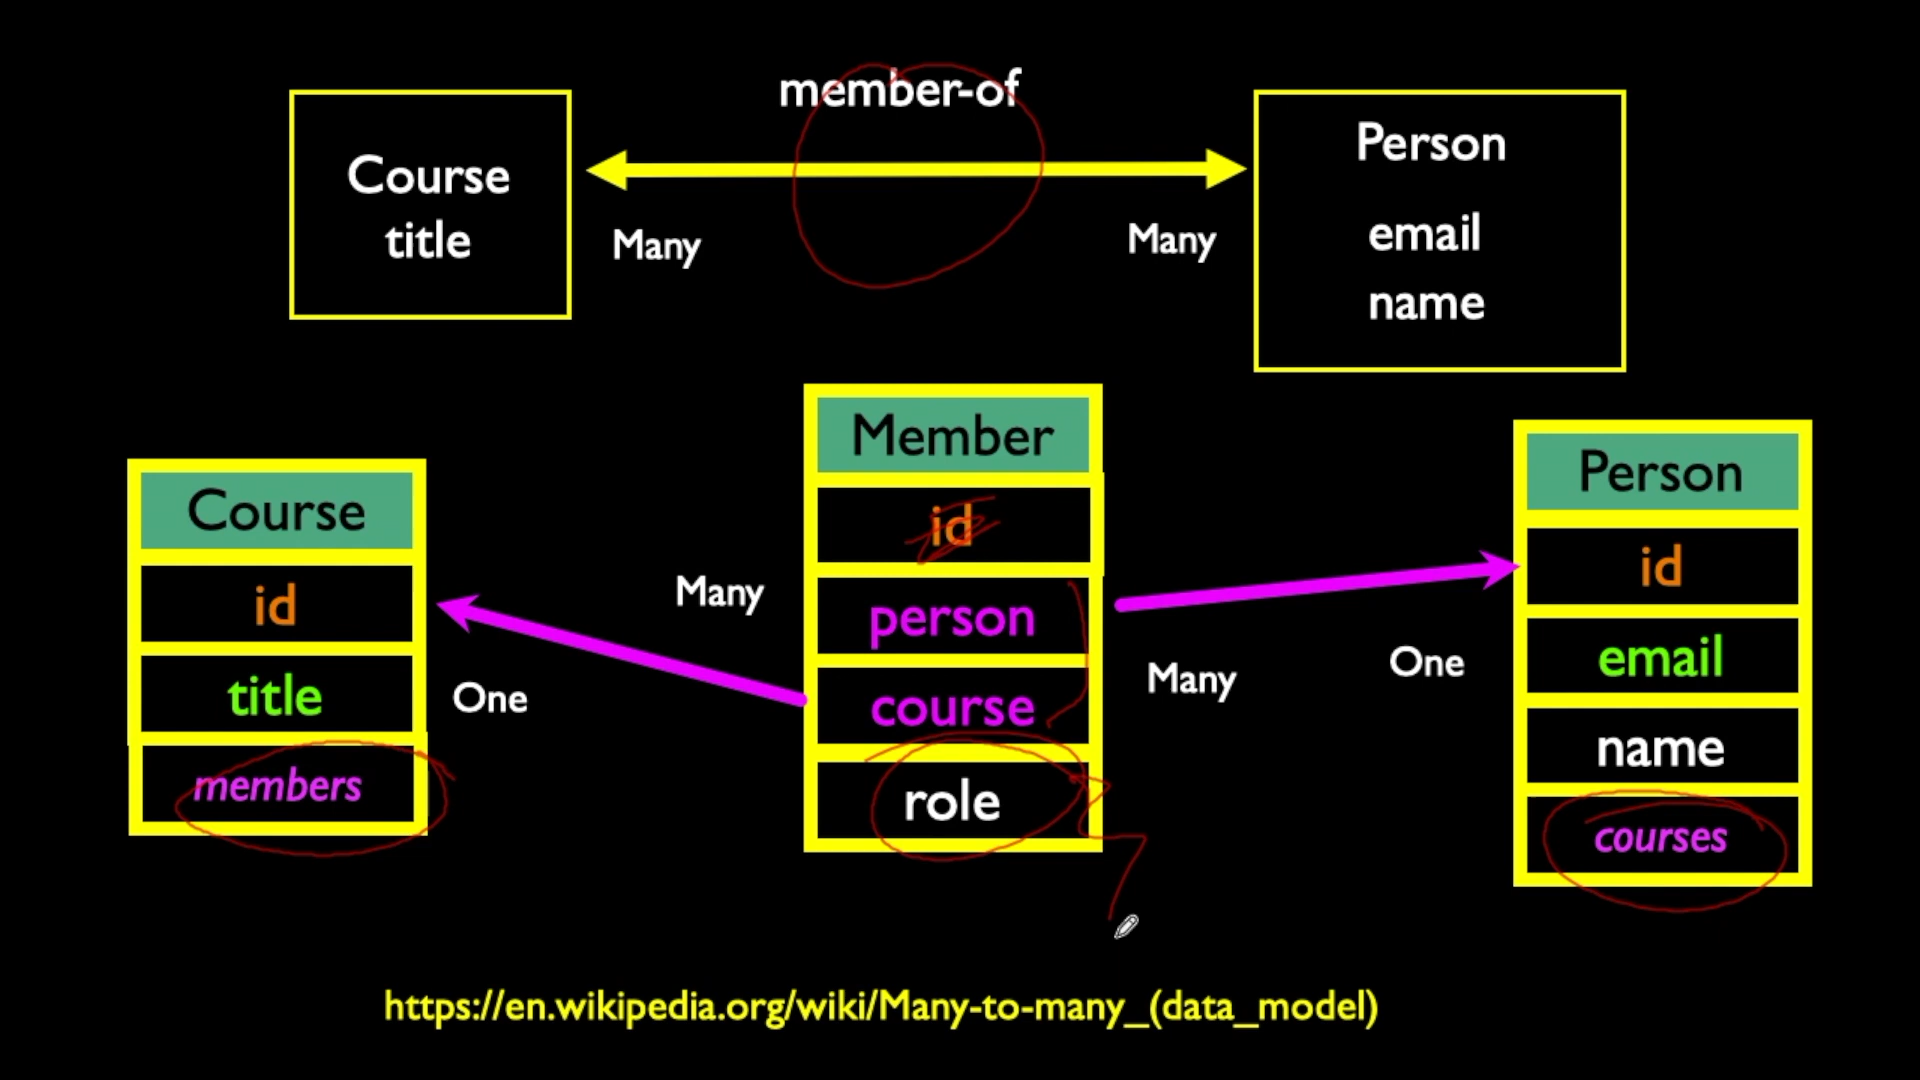 member-of
Course
title
Many
Many
Person
email
name
Course
id
title
members
One
Many
Member
id
person
course
role
Many
One
Person
id
email
name
courses
https://en.wikipedia.org/wiki/Many-to-many_(data_model)